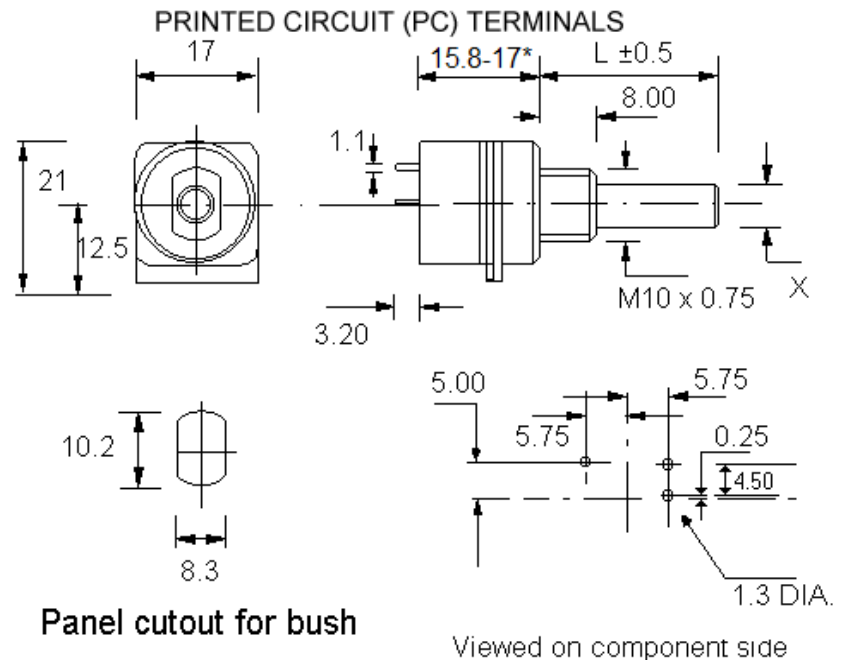 PRINTED CIRCUIT (PC) TERMINALS
17
15.8-17*
L ±0.5
8.00
1.1
21
12.5
M10 x 0.75
X
3.20
5.00
5.75
5.75
0.25
10.2
4.50
8.3
1.3 DIA.
Panel cutout for bush
Viewed on component side